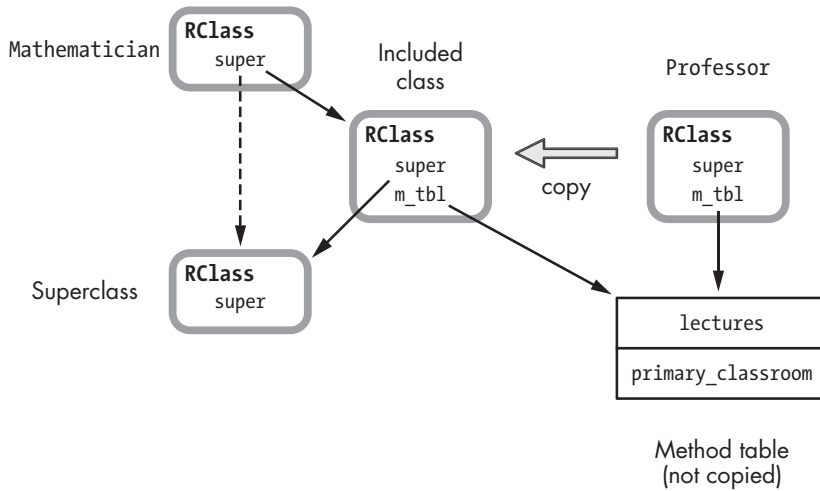 Mathematician
RClass
super
Included
class
RClass
super
m_tbl
copy
Professor
RClass
super
m_tbl
Superclass
RClass
super
lectures
primary_classroom
Method table
(not copied)